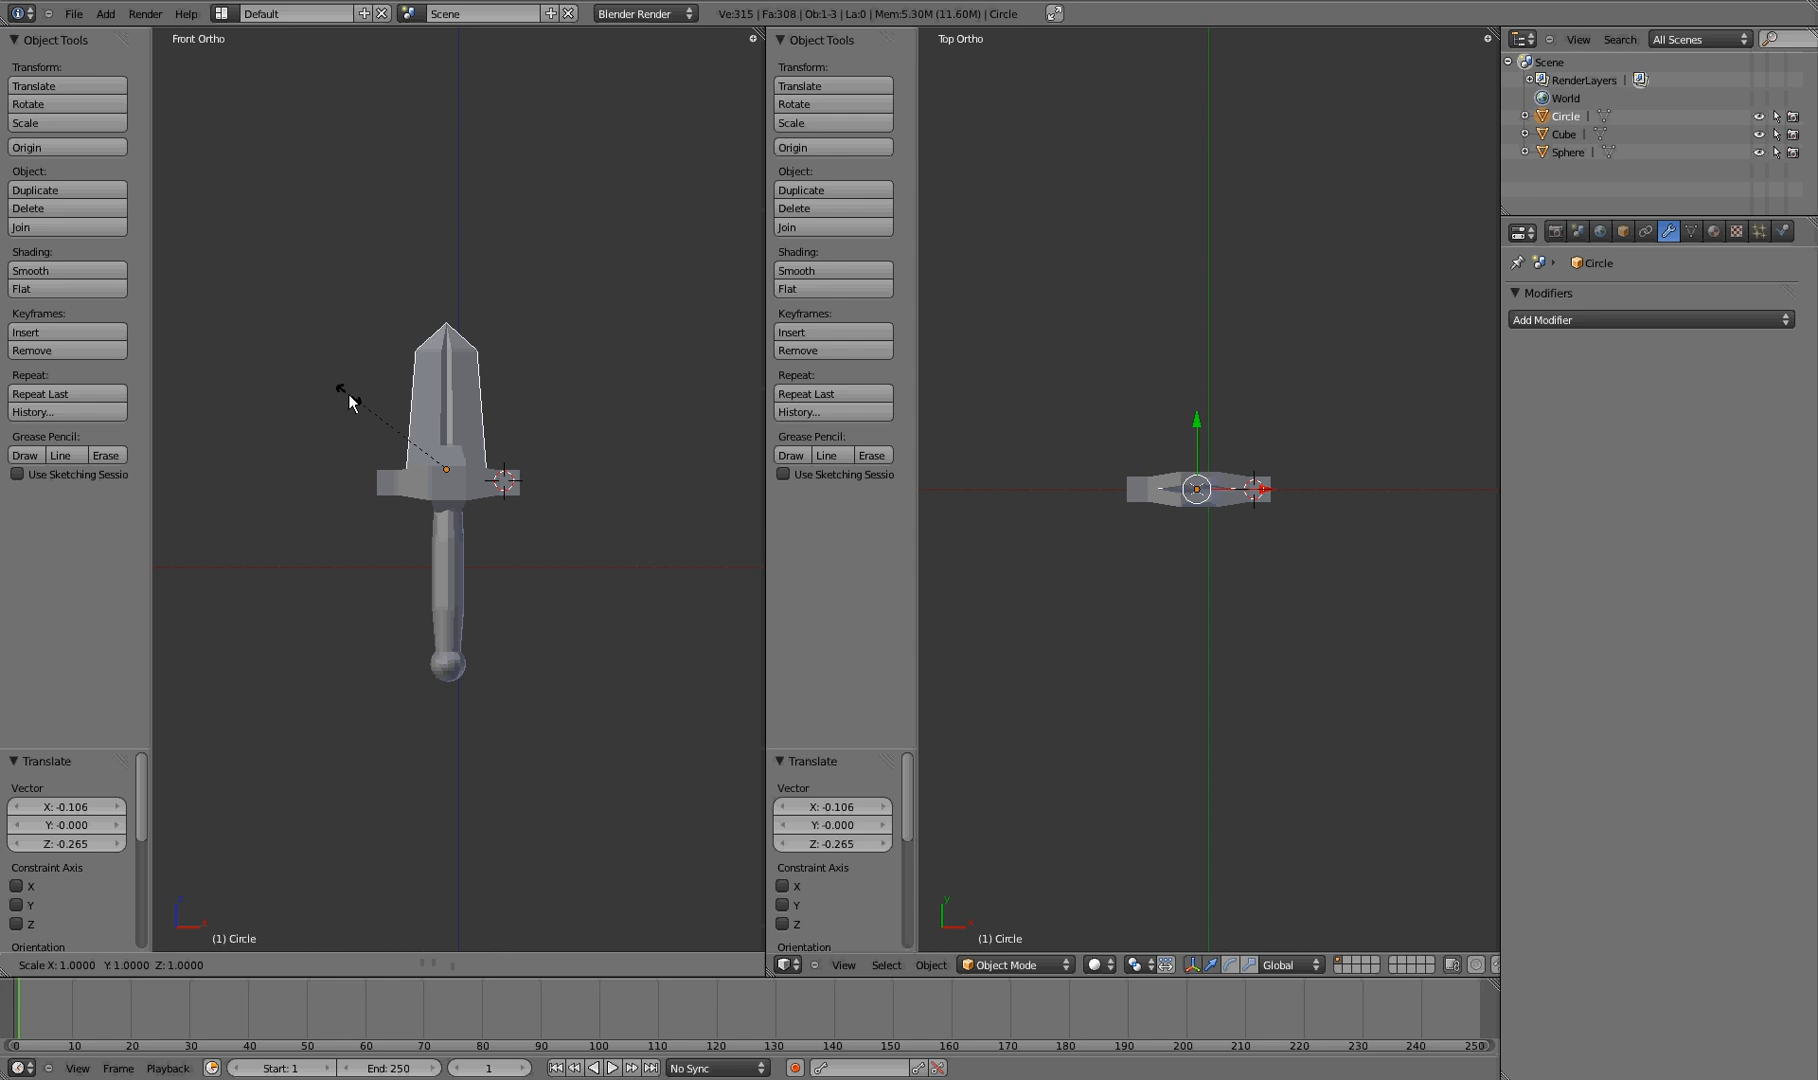 File Add Render Help Default Scene Blender Render Ve:315 | Fa:308 | Ob:1-3 | La:0 | Mem:5.30M (11.60M) | Circle
Object Tools
Front Ortho
Transform:
Translate
Rotate
Scale
Origin
Object:
Duplicate
Delete
Join
Shading:
Smooth
Flat
Keyframes:
Insert
Remove
Repeat:
Repeat Last
History...
Grease Pencil:
Draw Line Erase
Use Sketching Sessio
Translate
Vector
X: -0.106
Y: -0.000
Z: -0.265
Constraint Axis
X
Y
Z
Orientation
z
x
(1) Circle
Scale X: 1.0000 Y: 1.0000 Z: 1.0000
Object Tools
Top Ortho
Transform:
Translate
Rotate
Scale
Origin
Object:
Duplicate
Delete
Join
Shading:
Smooth
Flat
Keyframes:
Insert
Remove
Repeat:
Repeat Last
History...
Grease Pencil:
Draw Line Erase
Use Sketching Sessio
Translate
Vector
X: -0.106
Y: -0.000
Z: -0.265
Constraint Axis
X
Y
Z
Orientation
y
x
(1) Circle
View Select Object Object Mode Global
View Search All Scenes
Scene
RenderLayers |
World
Circle |
Cube |
Sphere |
Circle
Modifiers
Add Modifier
0 10 20 30 40 50 60 70 80 90 100 110 120 130 140 150 160 170 180 190 200 210 220 230 240 250
View Frame Playback Start: 1 End: 250 1 No Sync